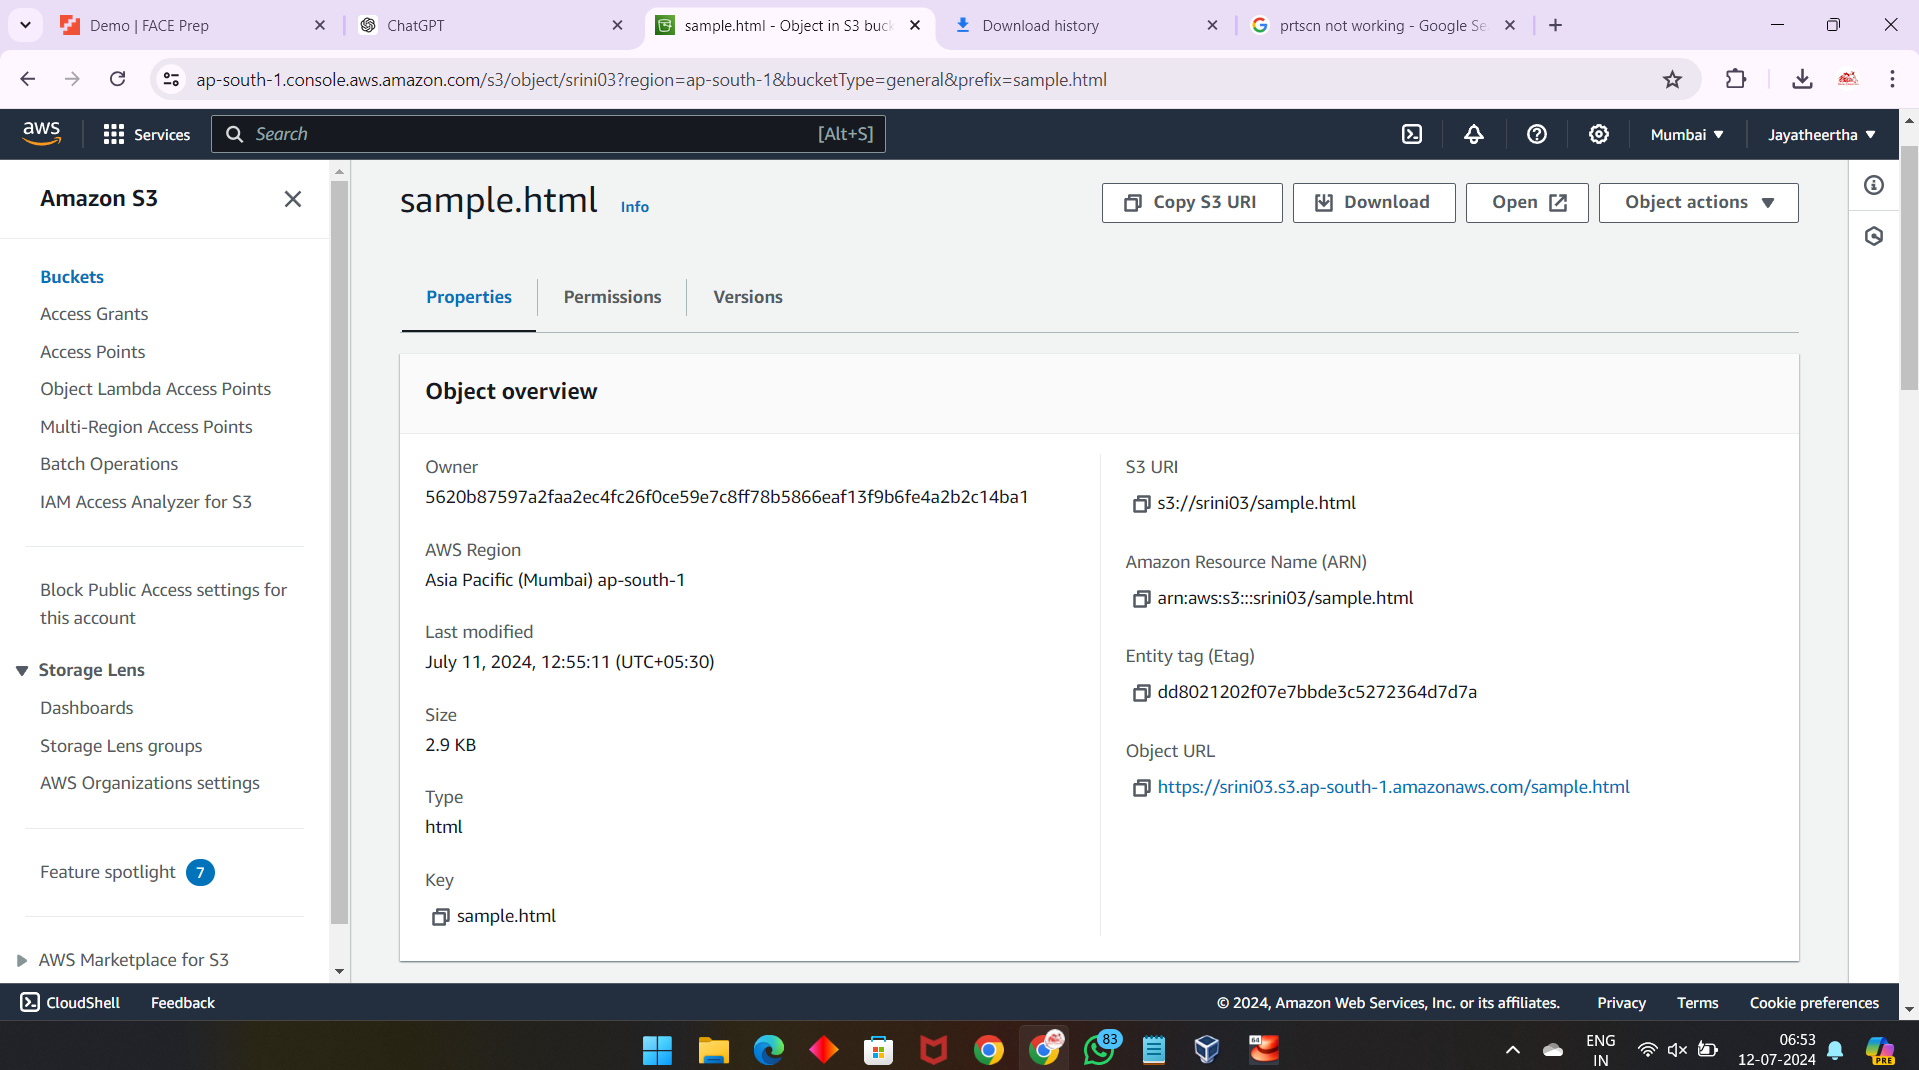 Demo | FACE Prep
ChatGPT
sample.html - Object in S3 buck
Download history
prtscn not working - Google Se
ap-south-1.console.aws.amazon.com/s3/object/srini03?region=ap-south-1&bucketType=general&prefix=sample.html
aws
Services
Search
[Alt+S]
Mumbai
Jayatheertha
Amazon S3
Buckets
Access Grants
Access Points
Object Lambda Access Points
Multi-Region Access Points
Batch Operations
IAM Access Analyzer for S3
Block Public Access settings for
this account
Storage Lens
Dashboards
Storage Lens groups
AWS Organizations settings
Feature spotlight 7
AWS Marketplace for S3
sample.html Info
Copy S3 URI
Download
Open
Object actions
Properties
Permissions
Versions
Object overview
Owner
5620b87597a2faa2ec4fc26f0ce59e7c8ff78b5866eaf13f9b6fe4a2b2c14ba1
AWS Region
Asia Pacific (Mumbai) ap-south-1
Last modified
July 11, 2024, 12:55:11 (UTC+05:30)
Size
2.9 KB
Type
html
Key
sample.html
S3 URI
s3://srini03/sample.html
Amazon Resource Name (ARN)
arn:aws:s3:::srini03/sample.html
Entity tag (Etag)
dd8021202f07e7bbde3c5272364d7d7a
Object URL
https://srini03.s3.ap-south-1.amazonaws.com/sample.html
CloudShell
Feedback
© 2024, Amazon Web Services, Inc. or its affiliates.
Privacy
Terms
Cookie preferences
83
64
ENG
IN
06:53
12-07-2024
PRE